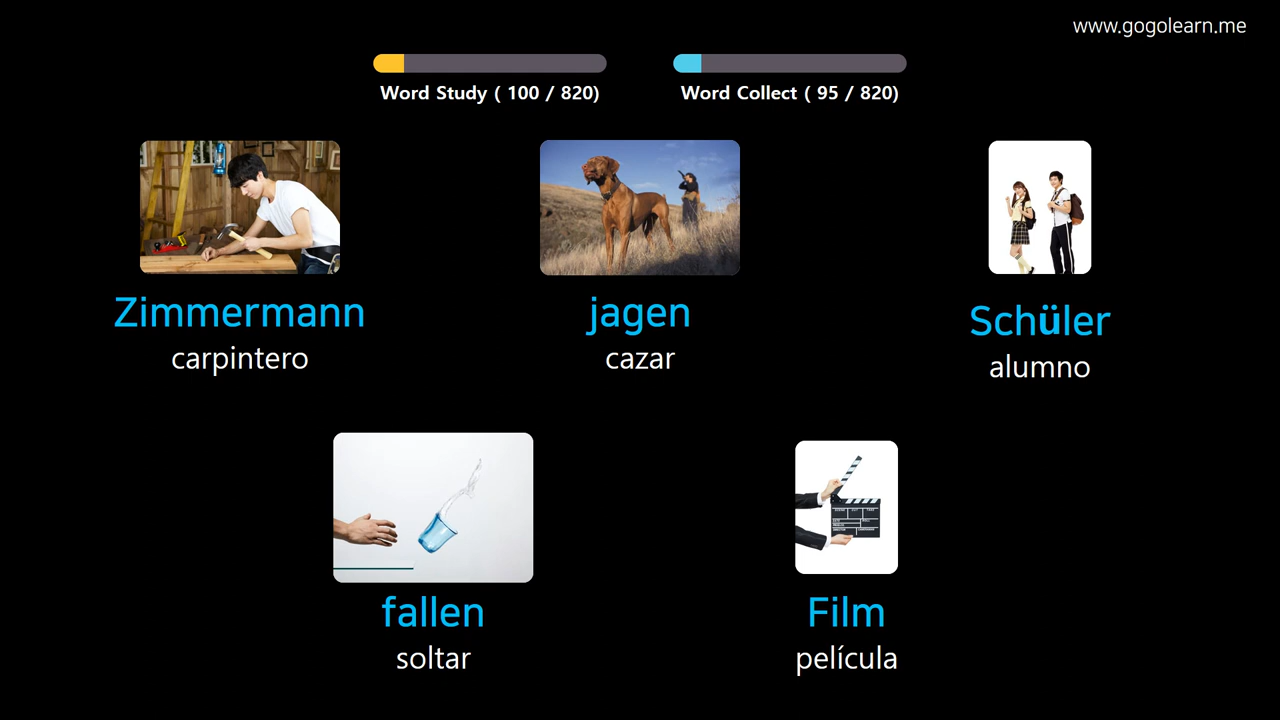 www.gogolearn.me
Word Study ( 100 / 820)
Word Collect ( 95 / 820)
Zimmermann
carpintero
jagen
cazar
Schüler
alumno
fallen
soltar
Film
película